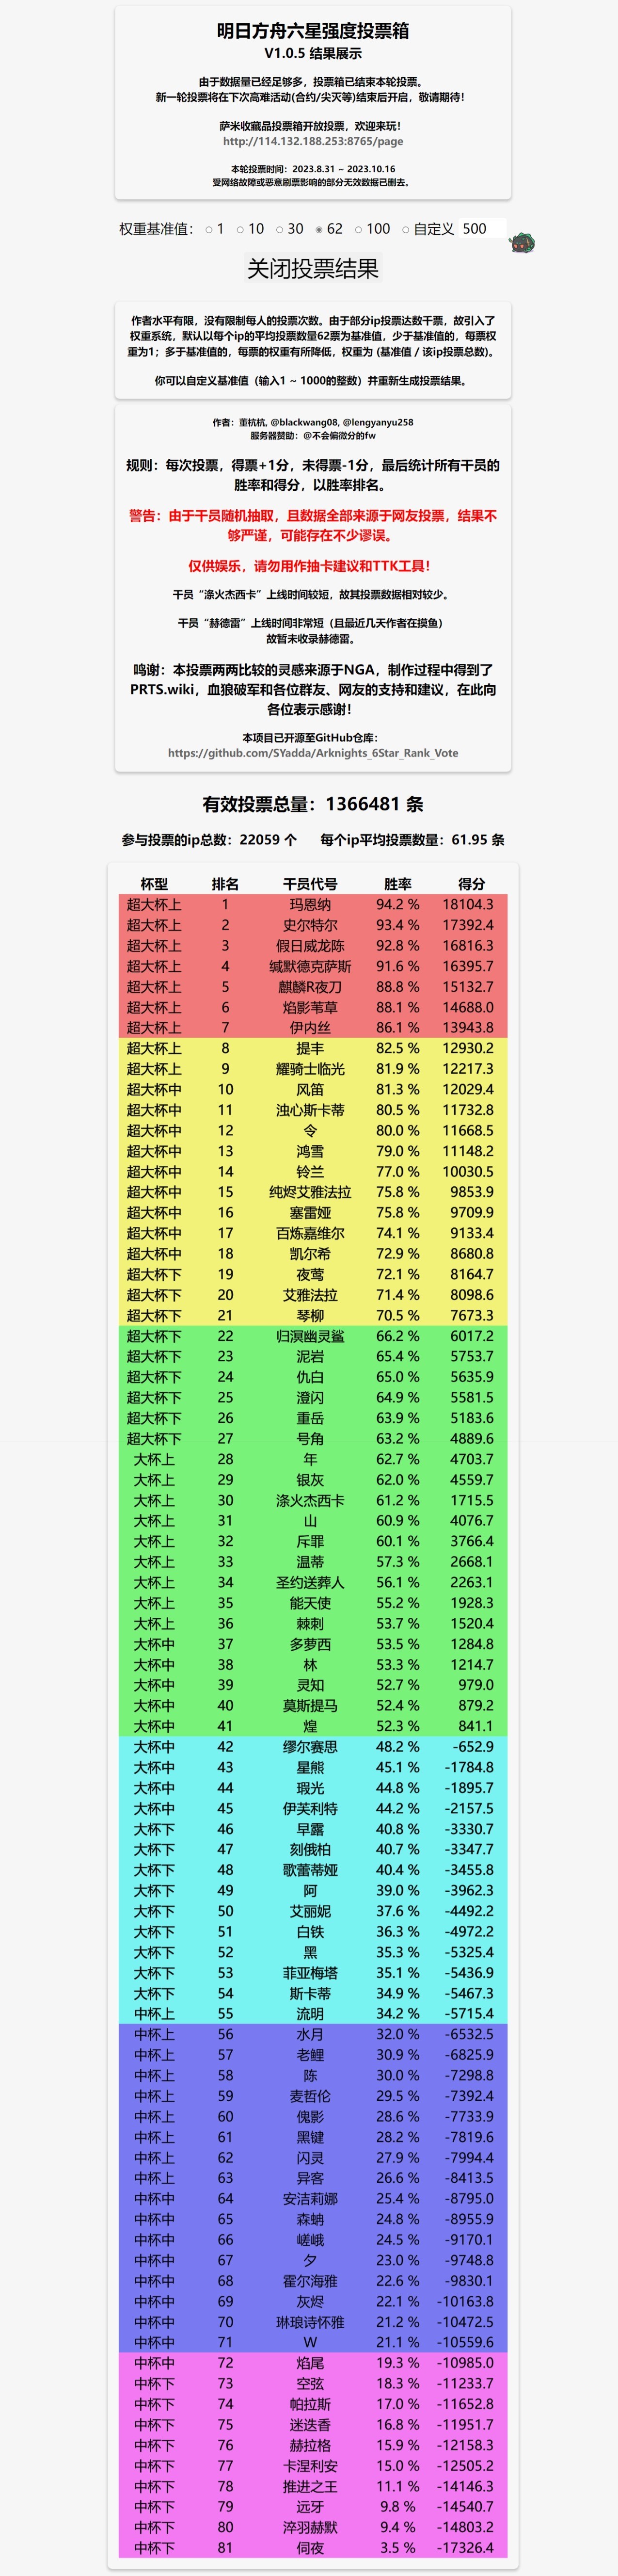 明日方舟六星强度投票箱
V1.0.5 结果展示
由于数据量已经足够多，投票箱已结束本轮投票。
新一轮投票将在下次高难活动(合约/尖灭等)结束后开启，敬请期待！
萨米收藏品投票箱开放投票，欢迎来玩！
http://114.132.188.253:8765/page
本轮投票时间：2023.8.31 ~ 2023.10.16
受网络故障或恶意刷票影响的部分无效数据已删去。
权重基准值： 1 10 30 62 100 自定义 500
关闭投票结果
作者水平有限，没有限制每人的投票次数。由于部分ip投票达数千票，故引入了
权重系统，默认以每个ip的平均投票数量62票为基准值，少于基准值的，每票权
重为1；多于基准值的，每票的权重有所降低，权重为 (基准值 / 该ip投票总数)。
你可以自定义基准值（输入1 ~ 1000的整数）并重新生成投票结果。
作者：董杭杭, @blackwang08, @lengyanyu258
服务器赞助：@不会偏微分的fw
规则：每次投票，得票+1分，未得票-1分，最后统计所有干员的
胜率和得分，以胜率排名。
警告：由于干员随机抽取，且数据全部来源于网友投票，结果不
够严谨，可能存在不少谬误。
仅供娱乐，请勿用作抽卡建议和TTK工具！
干员“涤火杰西卡”上线时间较短，故其投票数据相对较少。
干员“赫德雷”上线时间非常短（且最近几天作者在摸鱼）
故暂未收录赫德雷。
鸣谢：本投票两两比较的灵感来源于NGA，制作过程中得到了
PRTS.wiki，血狼破军和各位群友、网友的支持和建议，在此向
各位表示感谢！
本项目已开源至GitHub仓库：
https://github.com/SYadda/Arknights_6Star_Rank_Vote
有效投票总量：1366481 条
参与投票的ip总数：22059 个 每个ip平均投票数量：61.95 条
杯型 排名 干员代号 胜率 得分
超大杯上 1 玛恩纳 94.2 % 18104.3
超大杯上 2 史尔特尔 93.4 % 17392.4
超大杯上 3 假日威龙陈 92.8 % 16816.3
超大杯上 4 缄默德克萨斯 91.6 % 16395.7
超大杯上 5 麒麟R夜刀 88.8 % 15132.7
超大杯上 6 焰影苇草 88.1 % 14688.0
超大杯上 7 伊内丝 86.1 % 13943.8
超大杯上 8 提丰 82.5 % 12930.2
超大杯上 9 耀骑士临光 81.9 % 12217.3
超大杯中 10 风笛 81.3 % 12029.4
超大杯中 11 浊心斯卡蒂 80.5 % 11732.8
超大杯中 12 令 80.0 % 11668.5
超大杯中 13 鸿雪 79.0 % 11148.2
超大杯中 14 铃兰 77.0 % 10030.5
超大杯中 15 纯烬艾雅法拉 75.8 % 9853.9
超大杯中 16 塞雷娅 75.8 % 9709.9
超大杯中 17 百炼嘉维尔 74.1 % 9133.4
超大杯中 18 凯尔希 72.9 % 8680.8
超大杯下 19 夜莺 72.1 % 8164.7
超大杯下 20 艾雅法拉 71.4 % 8098.6
超大杯下 21 琴柳 70.5 % 7673.3
超大杯下 22 归溟幽灵鲨 66.2 % 6017.2
超大杯下 23 泥岩 65.4 % 5753.7
超大杯下 24 仇白 65.0 % 5635.9
超大杯下 25 澄闪 64.9 % 5581.5
超大杯下 26 重岳 63.9 % 5183.6
超大杯下 27 号角 63.2 % 4889.6
大杯上 28 年 62.7 % 4703.7
大杯上 29 银灰 62.0 % 4559.7
大杯上 30 涤火杰西卡 61.2 % 1715.5
大杯上 31 山 60.9 % 4076.7
大杯上 32 斥罪 60.1 % 3766.4
大杯上 33 温蒂 57.3 % 2668.1
大杯上 34 圣约送葬人 56.1 % 2263.1
大杯上 35 能天使 55.2 % 1928.3
大杯上 36 棘刺 53.7 % 1520.4
大杯中 37 多萝西 53.5 % 1284.8
大杯中 38 林 53.3 % 1214.7
大杯中 39 灵知 52.7 % 979.0
大杯中 40 莫斯提马 52.4 % 879.2
大杯中 41 煌 52.3 % 841.1
大杯中 42 缪尔赛思 48.2 % -652.9
大杯中 43 星熊 45.1 % -1784.8
大杯中 44 瑕光 44.8 % -1895.7
大杯中 45 伊芙利特 44.2 % -2157.5
大杯下 46 早露 40.8 % -3330.7
大杯下 47 刻俄柏 40.7 % -3347.7
大杯下 48 歌蕾蒂娅 40.4 % -3455.8
大杯下 49 阿 39.0 % -3962.3
大杯下 50 艾丽妮 37.6 % -4492.2
大杯下 51 白铁 36.3 % -4972.2
大杯下 52 黑 35.3 % -5325.4
大杯下 53 菲亚梅塔 35.1 % -5436.9
大杯下 54 斯卡蒂 34.9 % -5467.3
中杯上 55 流明 34.2 % -5715.4
中杯上 56 水月 32.0 % -6532.5
中杯上 57 老鲤 30.9 % -6825.9
中杯上 58 陈 30.0 % -7298.8
中杯上 59 麦哲伦 29.5 % -7392.4
中杯上 60 傀影 28.6 % -7733.9
中杯上 61 黑键 28.2 % -7819.6
中杯上 62 闪灵 27.9 % -7994.4
中杯上 63 异客 26.6 % -8413.5
中杯中 64 安洁莉娜 25.4 % -8795.0
中杯中 65 森蚺 24.8 % -8955.9
中杯中 66 嵯峨 24.5 % -9170.1
中杯中 67 夕 23.0 % -9748.8
中杯中 68 霍尔海雅 22.6 % -9830.1
中杯中 69 灰烬 22.1 % -10163.8
中杯中 70 琳琅诗怀雅 21.2 % -10472.5
中杯中 71 W 21.1 % -10559.6
中杯中 72 焰尾 19.3 % -10985.0
中杯下 73 空弦 18.3 % -11233.7
中杯下 74 帕拉斯 17.0 % -11652.8
中杯下 75 迷迭香 16.8 % -11951.7
中杯下 76 赫拉格 15.9 % -12158.3
中杯下 77 卡涅利安 15.0 % -12505.2
中杯下 78 推进之王 11.1 % -14146.3
中杯下 79 远牙 9.8 % -14540.7
中杯下 80 淬羽赫默 9.4 % -14803.2
中杯下 81 伺夜 3.5 % -17326.4